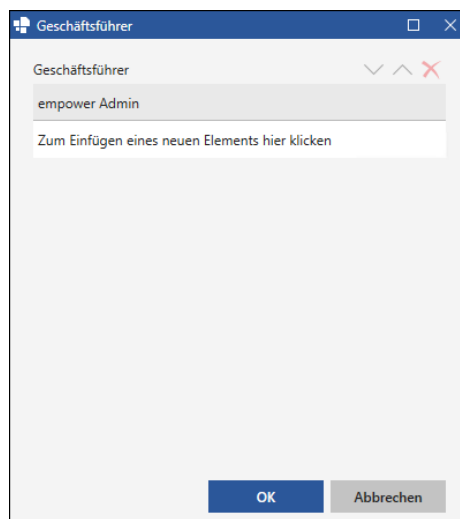 Geschäftsführer
Geschäftsführer
empower Admin
Zum Einfügen eines neuen Elements hier klicken
OK
Abbrechen